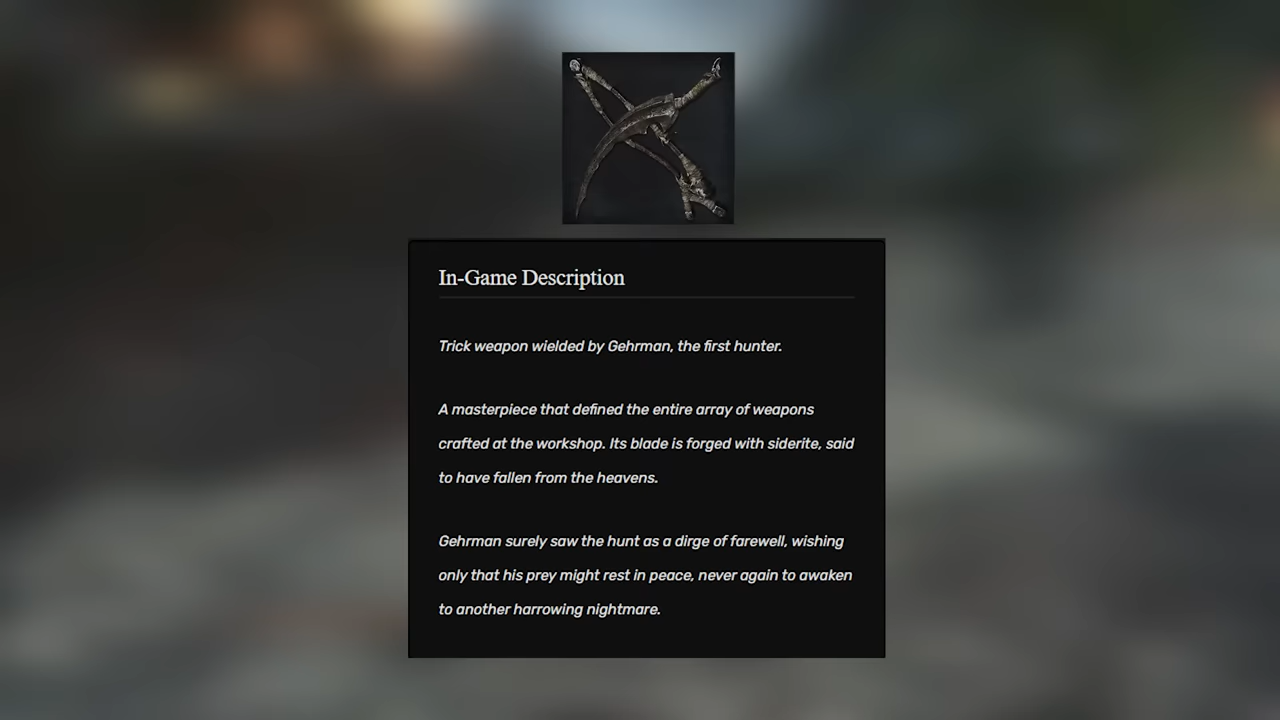 In-Game Description
Trick weapon wielded by Gehrman, the first hunter.
A masterpiece that defined the entire array of weapons
crafted at the workshop. Its blade is forged with siderite, said
to have fallen from the heavens.
Gehrman surely saw the hunt as a dirge of farewell, wishing
only that his prey might rest in peace, never again to awaken
to another harrowing nightmare.